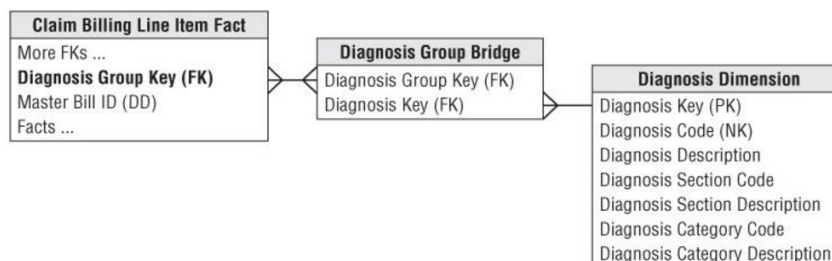 Claim Billing Line Item Fact
More FKs ...
Diagnosis Group Key (FK)
Master Bill ID (DD)
Facts ...
Diagnosis Group Bridge
Diagnosis Group Key (FK)
Diagnosis Key (FK)
Diagnosis Dimension
Diagnosis Key (PK)
Diagnosis Code (NK)
Diagnosis Description
Diagnosis Section Code
Diagnosis Section Description
Diagnosis Category Code
Diagnosis Category Description